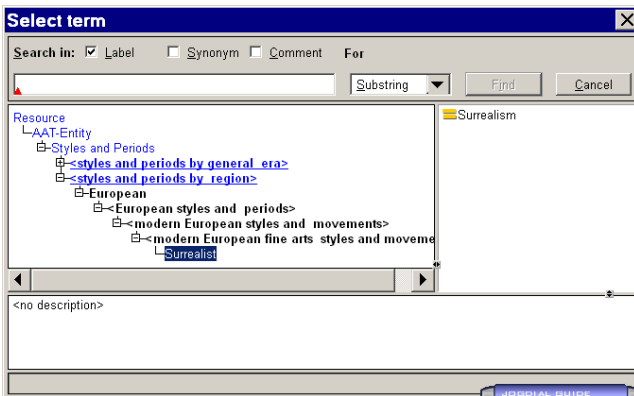 Select term
Search in: Label Synonym Comment For
Substring Find Cancel
Resource
AAT-Entity
Styles and Periods
<styles and periods by general era>
<styles and periods by region>
European
<European styles and periods>
<modern European styles and movements>
<modern European fine arts styles and moveme
Surrealist
Surrealism
<no description>